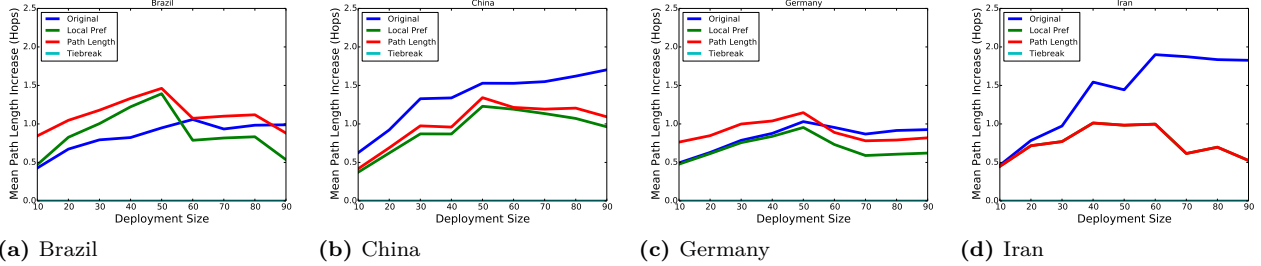 Brazil
Mean Path Length Increase (Hops)
2.5
2.0
1.5
1.0
0.5
0.0
Original
Local Pref
Path Length
Tiebreak
10 20 30 40 50 60 70 80 90
Deployment Size
(a) Brazil
China
Mean Path Length Increase (Hops)
2.5
2.0
1.5
1.0
0.5
0.0
Original
Local Pref
Path Length
Tiebreak
10 20 30 40 50 60 70 80 90
Deployment Size
(b) China
Germany
Mean Path Length Increase (Hops)
2.5
2.0
1.5
1.0
0.5
0.0
Original
Local Pref
Path Length
Tiebreak
10 20 30 40 50 60 70 80 90
Deployment Size
(c) Germany
Iran
Mean Path Length Increase (Hops)
2.5
2.0
1.5
1.0
0.5
0.0
Original
Local Pref
Path Length
Tiebreak
10 20 30 40 50 60 70 80 90
Deployment Size
(d) Iran